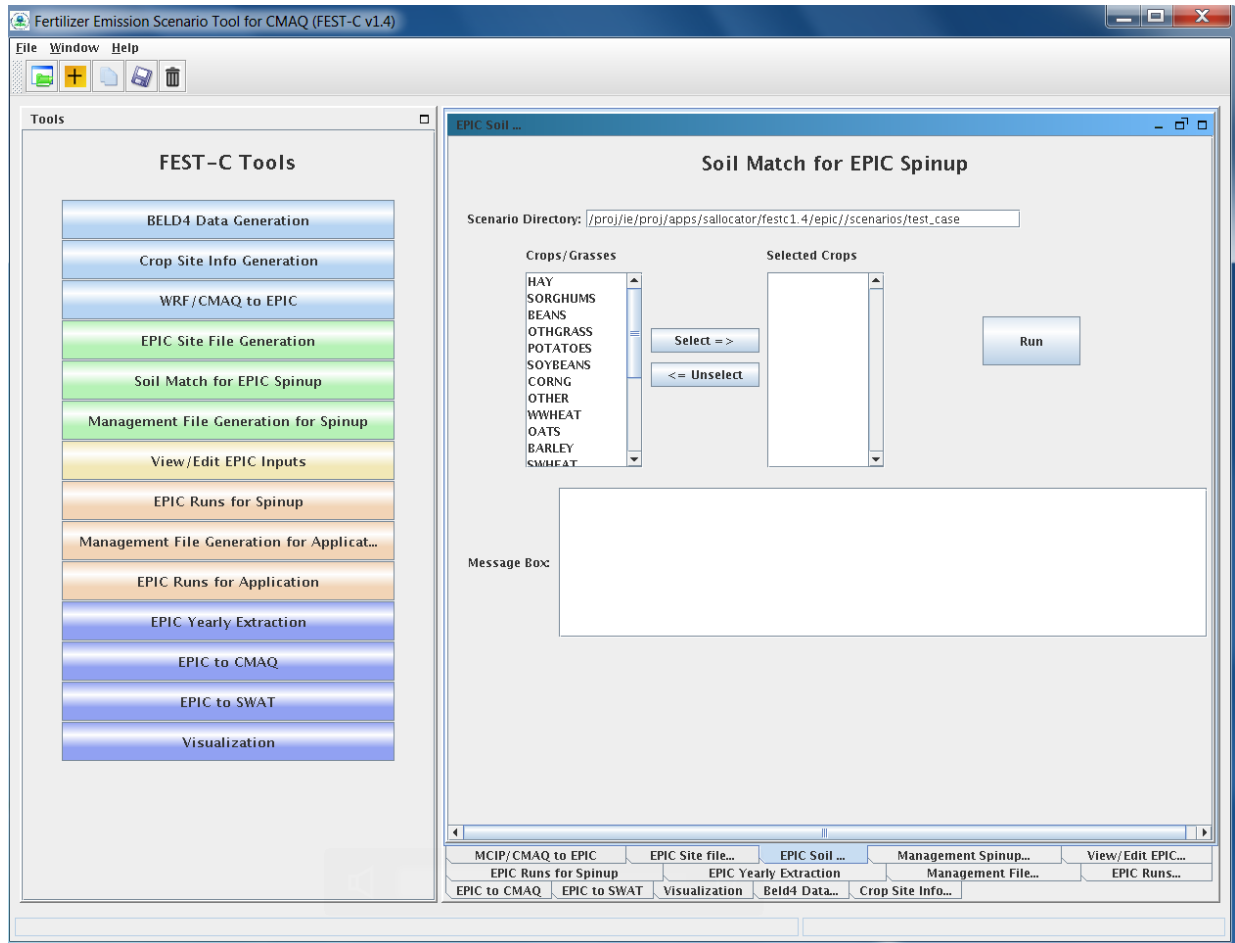 Fertilizer Emission Scenario Tool for CMAQ (FEST-C v1.4)
File Window Help
Tools
FEST-C Tools
BELD4 Data Generation
Crop Site Info Generation
WRF/CMAQ to EPIC
EPIC Site File Generation
Soil Match for EPIC Spinup
Management File Generation for Spinup
View/Edit EPIC Inputs
EPIC Runs for Spinup
Management File Generation for Applicat...
EPIC Runs for Application
EPIC Yearly Extraction
EPIC to CMAQ
EPIC to SWAT
Visualization
EPIC Soil ...
Soil Match for EPIC Spinup
Scenario Directory: /proj/ie/proj/apps/sallocator/festc1.4/epic//scenarios/test_case
Crops/Grasses
HAY
SORGHUMS
BEANS
OTHGRASS
POTATOES
SOYBEANS
CORNG
OTHER
WWHEAT
OATS
BARLEY
SWHEAT
Select =>
<= Unselect
Selected Crops
Run
Message Box:
MCIP/CMAQ to EPIC EPIC Site file... EPIC Soil ... Management Spinup... View/Edit EPIC...
EPIC Runs for Spinup EPIC Yearly Extraction Management File... EPIC Runs...
EPIC to CMAQ EPIC to SWAT Visualization Beld4 Data... Crop Site Info...